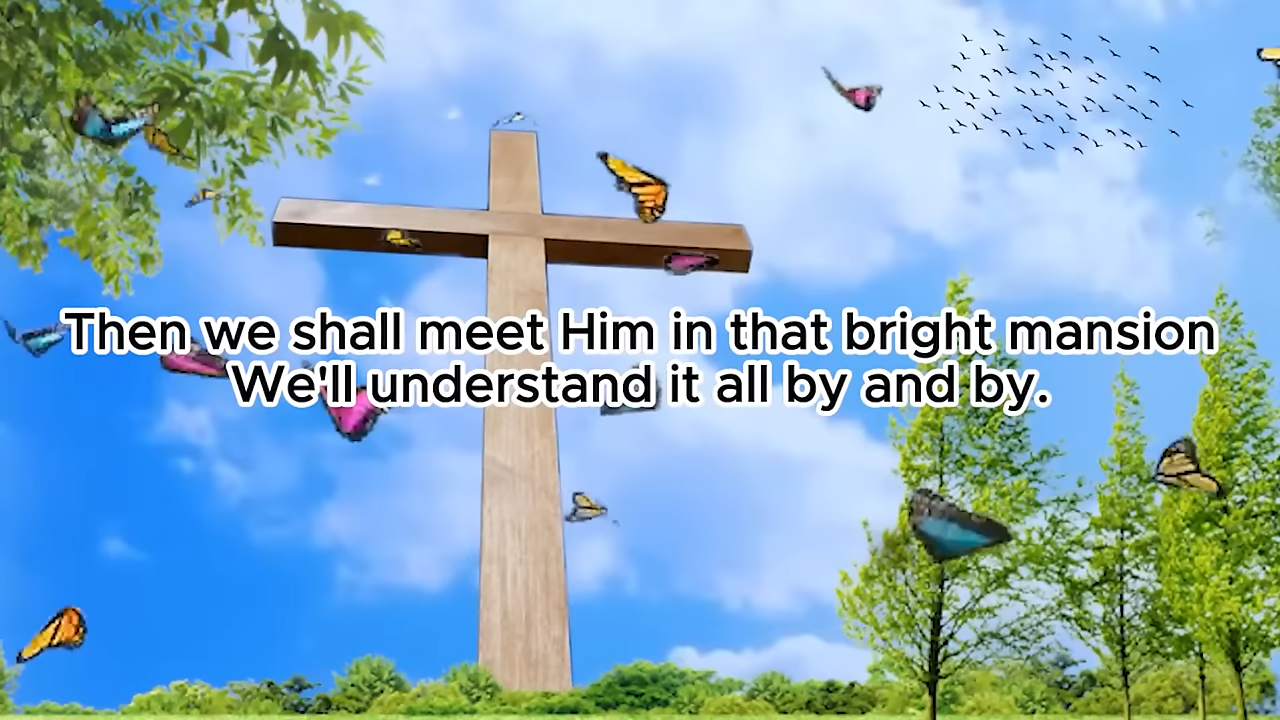 Then we shall meet Him in that bright mansion
We'll understand it all by and by.